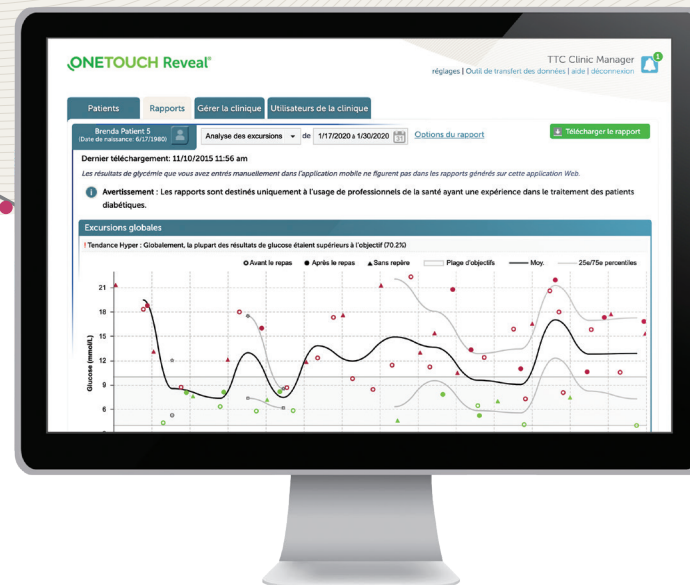 ONETOUCH Reveal®
TTC Clinic Manager
1
réglages | Outil de transfert des données | aide | déconnexion
Patients
Rapports
Gérer la clinique
Utilisateurs de la clinique
Brenda Patient 5
(Date de naissance: 6/17/1980)
Analyse des excursions
de
1/17/2020 à 1/30/2020
31
Options du rapport
Télécharger le rapport
Dernier téléchargement: 11/10/2015 11:56 am
Les résultats de glycémie que vous avez entrés manuellement dans l'application mobile ne figurent pas dans les rapports générés sur cette application Web.
Avertissement : Les rapports sont destinés uniquement à l'usage de professionnels de la santé ayant une expérience dans le traitement des patients
diabétiques.
Excursions globales
! Tendance Hyper : Globalement, la plupart des résultats de glucose étaient supérieurs à l'objectif (70.2%)
Avant le repas
Après le repas
Sans repère
Plage d'objectifs
Moy.
25e/75e percentiles
Glucose (mmol/L)
21
18
15
12
9
6